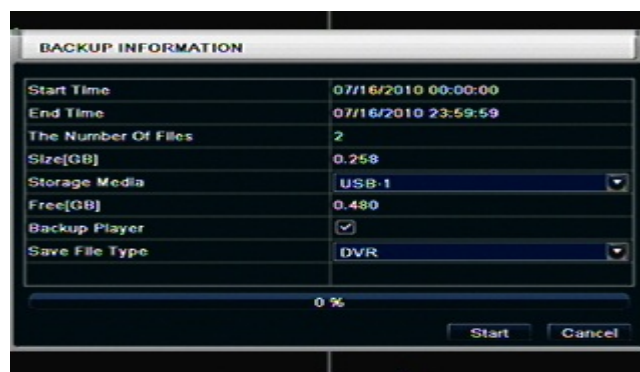 BACKUP INFORMATION
Start Time 07/16/2010 00:00:00
End Time 07/16/2010 23:59:59
The Number Of Files 2
Size[GB] 0.258
Storage Media USB-1
Free[GB] 0.480
Backup Player
Save File Type DVR
0 %
Start Cancel